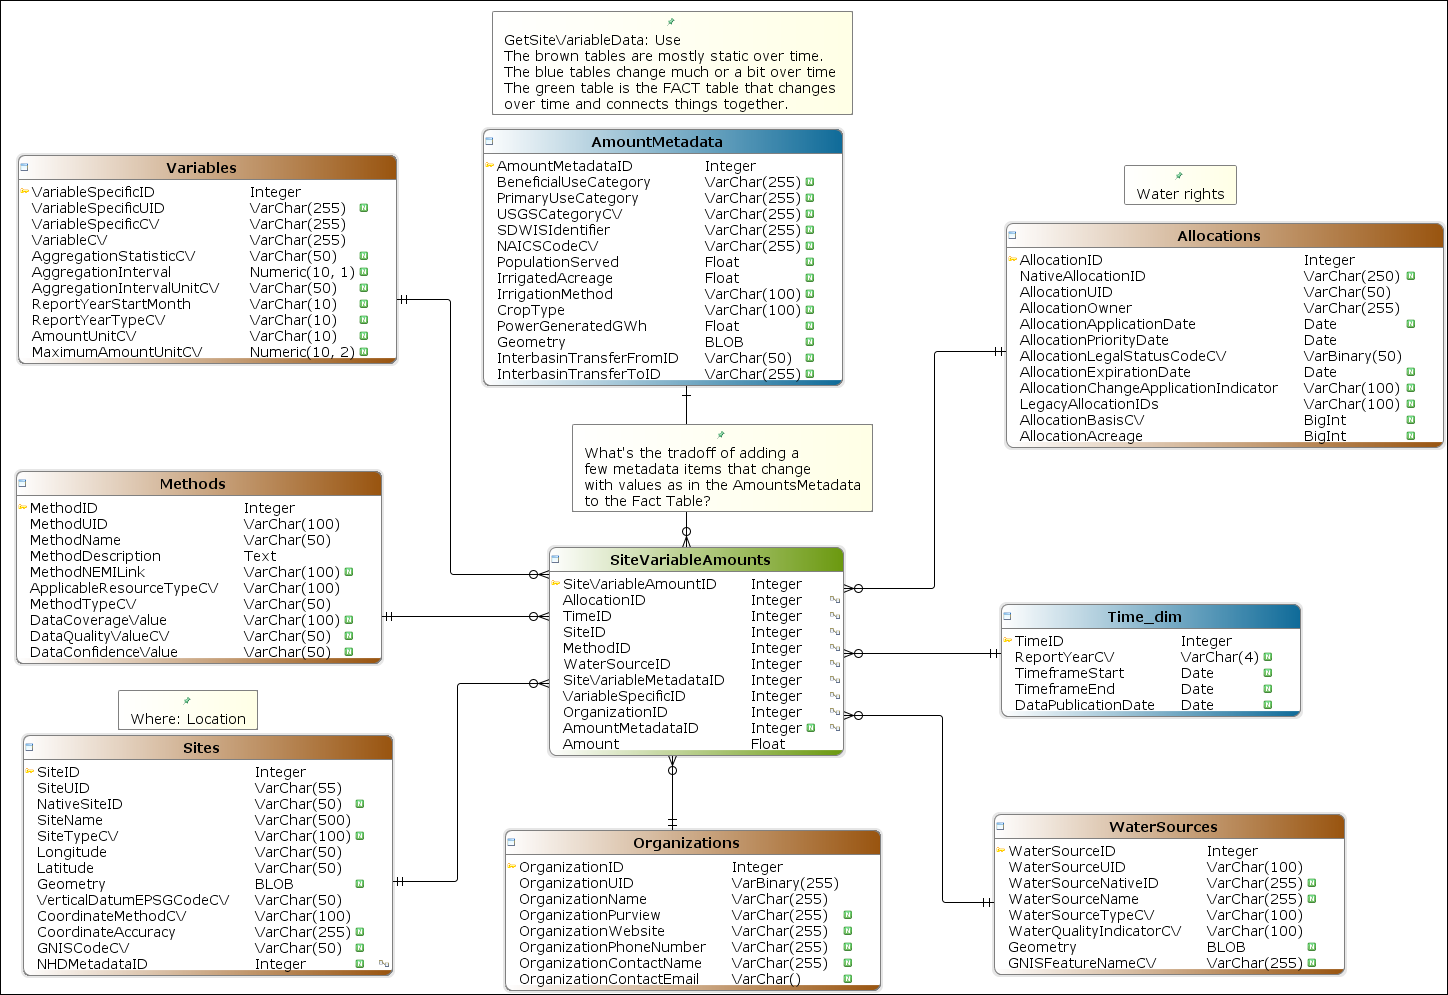 GetSiteVariableData: Use
The brown tables are mostly static over time.
The blue tables change much or a bit over time
The green table is the FACT table that changes
over time and connects things together.
Variables
VariableSpecificID Integer
VariableSpecificUID VarChar(255) N
VariableSpecificCV VarChar(255)
VariableCV VarChar(255)
AggregationStatisticCV VarChar(50) N
AggregationInterval Numeric(10, 1) N
AggregationIntervalUnitCV VarChar(50) N
ReportYearStartMonth VarChar(10) N
ReportYearTypeCV VarChar(10) N
AmountUnitCV VarChar(10) N
MaximumAmountUnitCV Numeric(10, 2) N
AmountMetadata
AmountMetadataID Integer
BeneficialUseCategory VarChar(255) N
PrimaryUseCategory VarChar(255) N
USGSCategoryCV VarChar(255) N
SDWISIdentifier VarChar(255) N
NAICSCodeCV VarChar(255) N
PopulationServed Float N
IrrigatedAcreage Float N
IrrigationMethod VarChar(100) N
CropType VarChar(100) N
PowerGeneratedGWh Float N
Geometry BLOB N
InterbasinTransferFromID VarChar(50) N
InterbasinTransferToID VarChar(255) N
Water rights
Allocations
AllocationID Integer
NativeAllocationID VarChar(250) N
AllocationUID VarChar(50)
AllocationOwner VarChar(255)
AllocationApplicationDate Date N
AllocationPriorityDate Date
AllocationLegalStatusCodeCV VarBinary(50)
AllocationExpirationDate Date N
AllocationChangeApplicationIndicator VarChar(100) N
LegacyAllocationIDs VarChar(100) N
AllocationBasisCV BigInt N
AllocationAcreage BigInt N
What's the tradoff of adding a
few metadata items that change
with values as in the AmountsMetadata
to the Fact Table?
Methods
MethodID Integer
MethodUID VarChar(100)
MethodName VarChar(50)
MethodDescription Text
MethodNEMILink VarChar(100) N
ApplicableResourceTypeCV VarChar(100)
MethodTypeCV VarChar(50)
DataCoverageValue VarChar(100) N
DataQualityValueCV VarChar(50) N
DataConfidenceValue VarChar(50) N
SiteVariableAmounts
SiteVariableAmountID Integer
AllocationID Integer
TimeID Integer
SiteID Integer
MethodID Integer
WaterSourceID Integer
SiteVariableMetadataID Integer
VariableSpecificID Integer
OrganizationID Integer
AmountMetadataID Integer N
Amount Float
Time_dim
TimeID Integer
ReportYearCV VarChar(4) N
TimeframeStart Date N
TimeframeEnd Date N
DataPublicationDate Date N
Where: Location
Sites
SiteID Integer
SiteUID VarChar(55)
NativeSiteID VarChar(50) N
SiteName VarChar(500)
SiteTypeCV VarChar(100) N
Longitude VarChar(50)
Latitude VarChar(50)
Geometry BLOB N
VerticalDatumEPSGCodeCV VarChar(50)
CoordinateMethodCV VarChar(100)
CoordinateAccuracy VarChar(255) N
GNISCodeCV VarChar(50) N
NHDMetadataID Integer N
Organizations
OrganizationID Integer
OrganizationUID VarBinary(255)
OrganizationName VarChar(255)
OrganizationPurview VarChar(255) N
OrganizationWebsite VarChar(255) N
OrganizationPhoneNumber VarChar(255) N
OrganizationContactName VarChar(255) N
OrganizationContactEmail VarChar() N
WaterSources
WaterSourceID Integer
WaterSourceUID VarChar(100)
WaterSourceNativeID VarChar(255) N
WaterSourceName VarChar(255) N
WaterSourceTypeCV VarChar(100)
WaterQualityIndicatorCV VarChar(100)
Geometry BLOB N
GNISFeatureNameCV VarChar(255) N